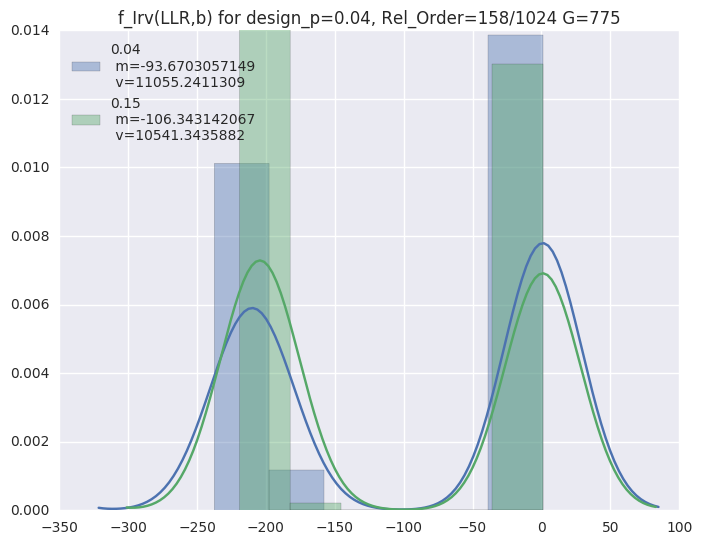 f_Irv(LLR,b) for design_p=0.04, Rel_Order=158/1024 G=775
0.04
m=-93.6703057149
v=11055.2411309
0.15
m=-106.343142067
v=10541.3435882
0.014
0.012
0.010
0.008
0.006
0.004
0.002
0.000
−350 −300 −250 −200 −150 −100 −50 0 50 100